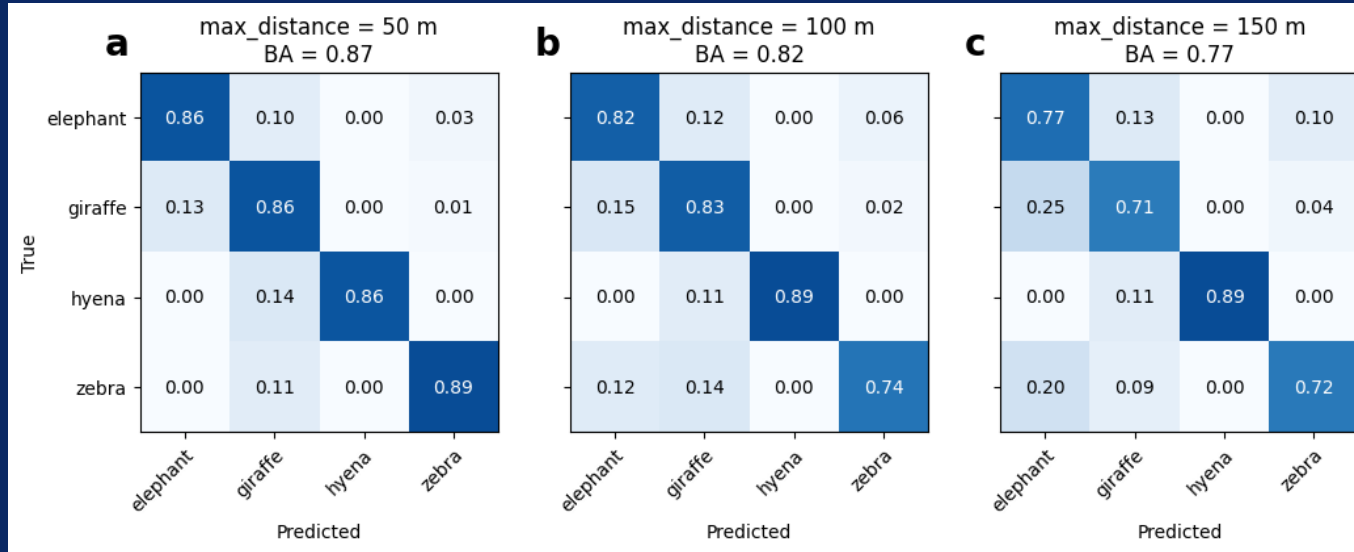 a
max_distance = 50 m
BA = 0.87
b
max_distance = 100 m
BA = 0.82
c
max_distance = 150 m
BA = 0.77
True
elephant 0.86 0.10 0.00 0.03 0.82 0.12 0.00 0.06 0.77 0.13 0.00 0.10
giraffe 0.13 0.86 0.00 0.01 0.15 0.83 0.00 0.02 0.25 0.71 0.00 0.04
hyena 0.00 0.14 0.86 0.00 0.00 0.11 0.89 0.00 0.00 0.11 0.89 0.00
zebra 0.00 0.11 0.00 0.89 0.12 0.14 0.00 0.74 0.20 0.09 0.00 0.72
elephant giraffe hyena zebra elephant giraffe hyena zebra elephant giraffe hyena zebra
Predicted Predicted Predicted